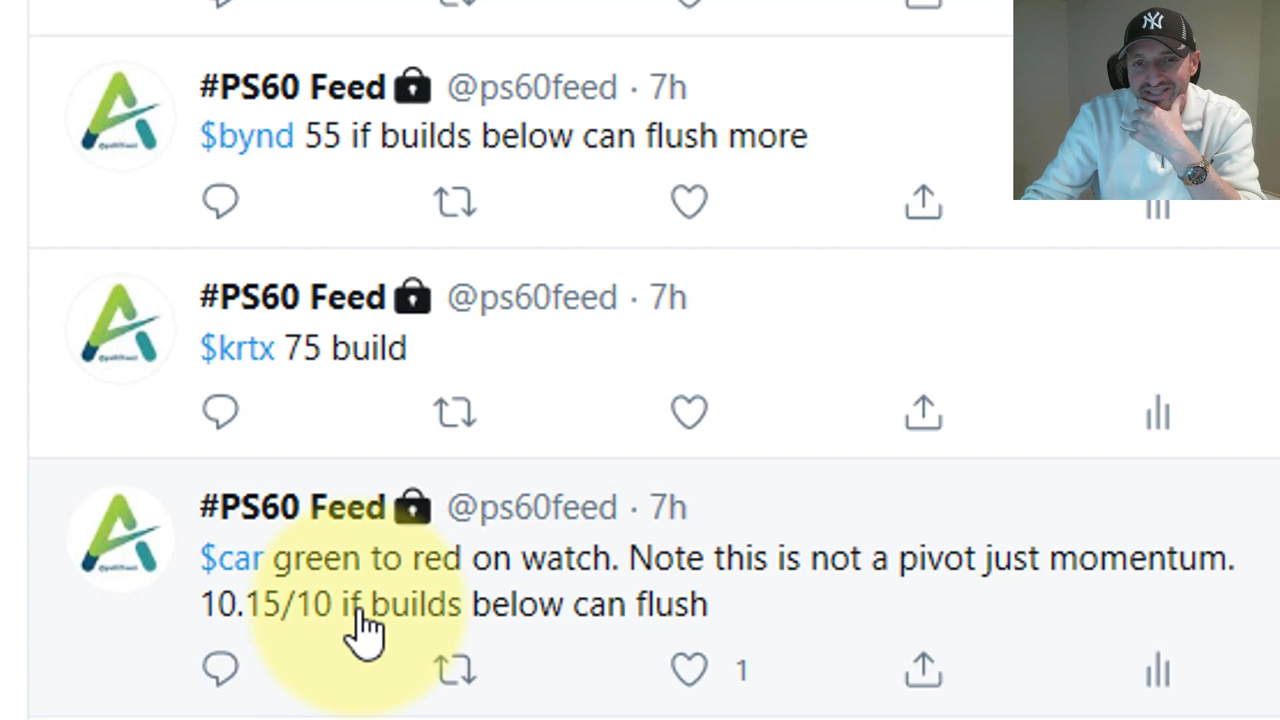 #PS60 Feed @ps60feed · 7h
$bynd 55 if builds below can flush more
#PS60 Feed @ps60feed · 7h
$krtx 75 build
#PS60 Feed @ps60feed · 7h
$car green to red on watch. Note this is not a pivot just momentum.
10.15/10 if builds below can flush
1